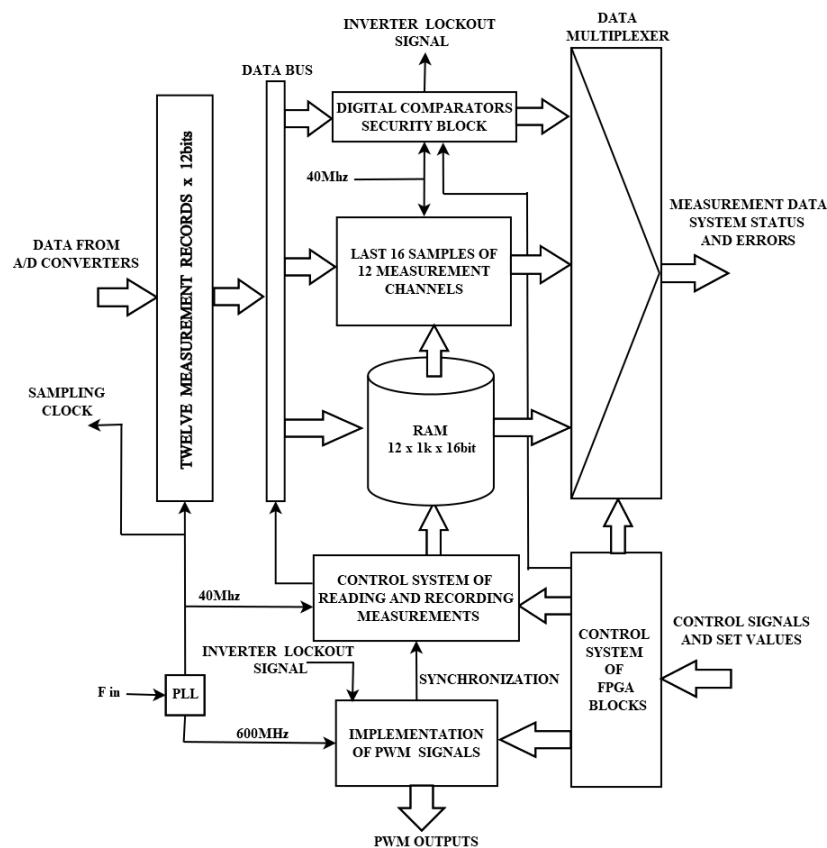 INVERTER LOCKOUT
SIGNAL
DATA
MULTIPLEXER
DATA BUS
TWELVE MEASUREMENT RECORDS x 12bits
DIGITAL COMPARATORS
SECURITY BLOCK
40Mhz
DATA FROM
A/D CONVERTERS
LAST 16 SAMPLES OF
12 MEASUREMENT
CHANNELS
MEASUREMENT DATA
SYSTEM STATUS
AND ERRORS
SAMPLING
CLOCK
RAM
12 x 1k x 16bit
40Mhz
CONTROL SYSTEM OF
READING AND RECORDING
MEASUREMENTS
CONTROL
SYSTEM
OF
FPGA
BLOCKS
CONTROL SIGNALS
AND SET VALUES
INVERTER LOCKOUT
SIGNAL
SYNCHRONIZATION
F in
PLL
600MHz
IMPLEMENTATION
OF PWM SIGNALS
PWM OUTPUTS